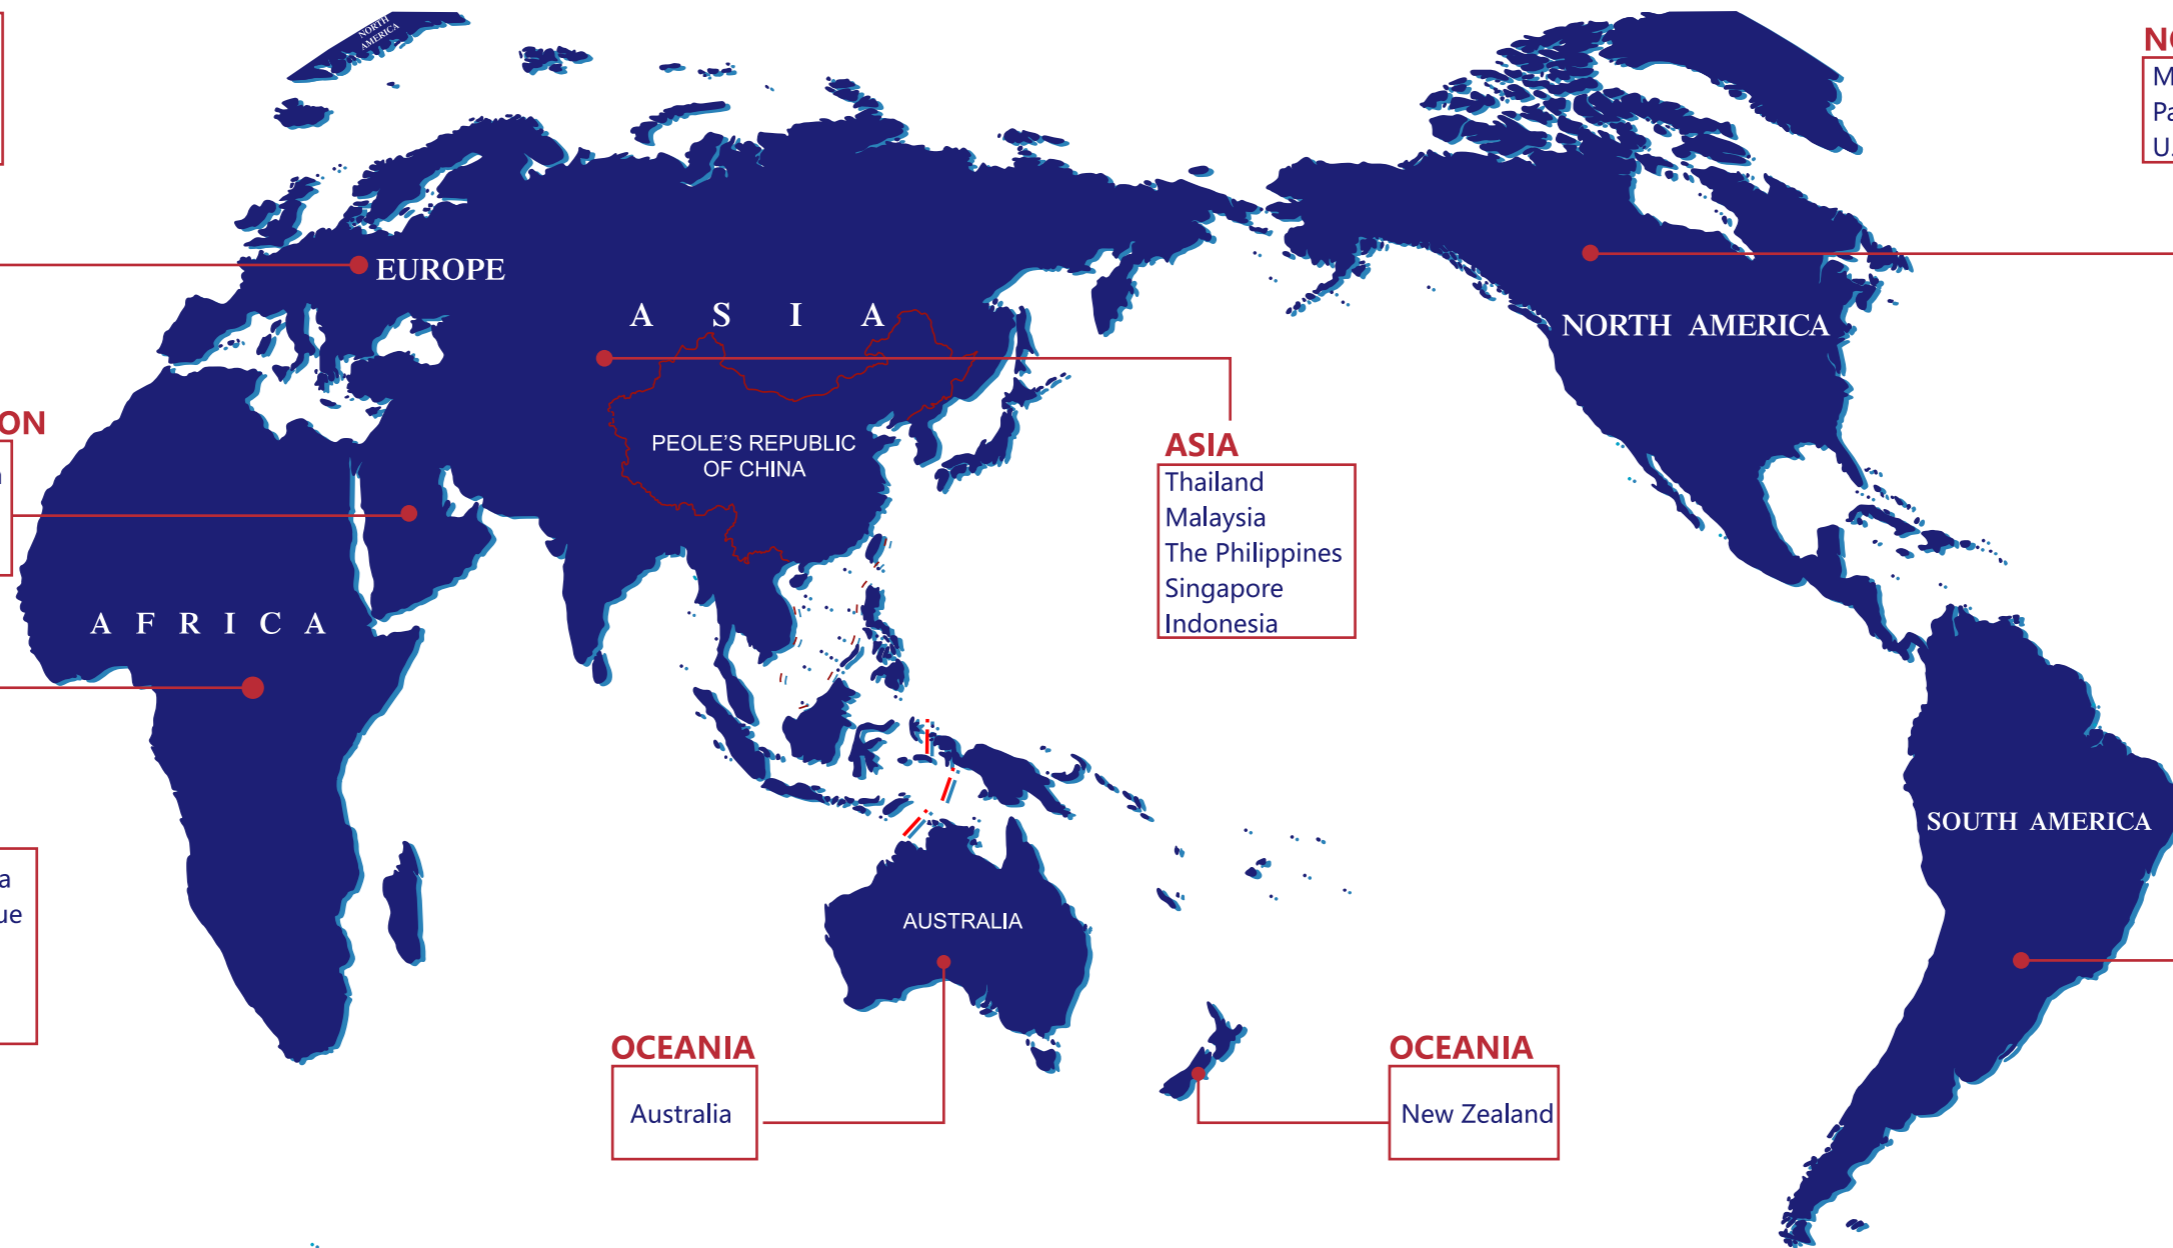 NORTH
AMERICA
EUROPE
A S I A
NORTH AMERICA
PEOLE'S REPUBLIC
OF CHINA
ASIA
Thailand
Malaysia
The Philippines
Singapore
Indonesia
A F R I C A
SOUTH AMERICA
AUSTRALIA
OCEANIA
Australia
OCEANIA
New Zealand